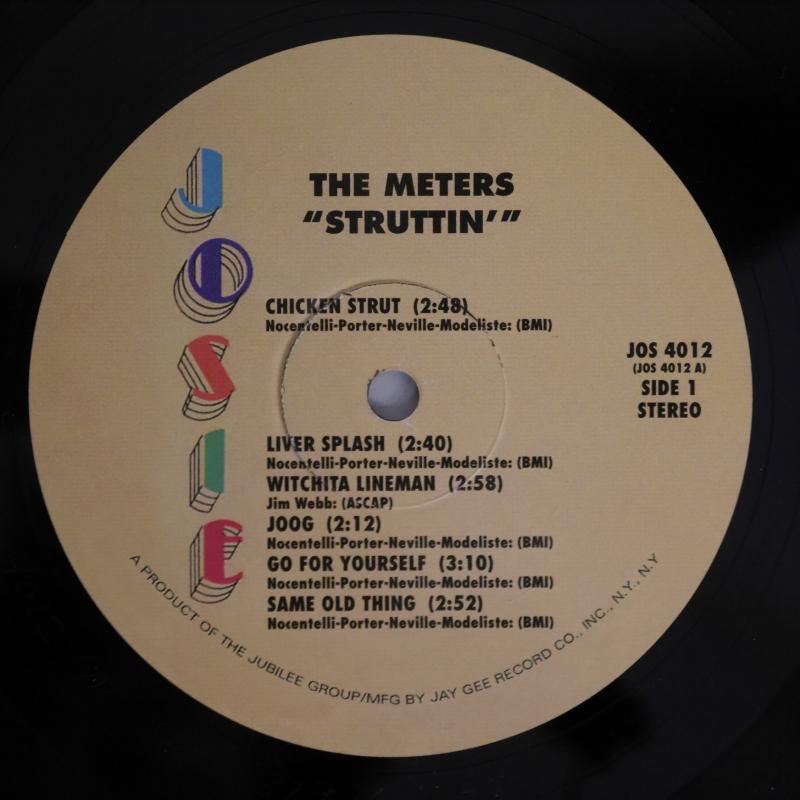 JOSIE
THE METERS
"STRUTTIN'"
CHICKEN STRUT (2:48)
Nocentelli-Porter-Neville-Modeliste: (BMI)
JOS 4012
(JOS 4012 A)
SIDE 1
STEREO
LIVER SPLASH (2:40)
Nocentelli-Porter-Neville-Modeliste: (BMI)
WITCHITA LINEMAN (2:58)
Jim Webb: (ASCAP)
JOOG (2:12)
Nocentelli-Porter-Neville-Modeliste: (BMI)
GO FOR YOURSELF (3:10)
Nocentelli-Porter-Neville-Modeliste: (BMI)
SAME OLD THING (2:52)
Nocentelli-Porter-Neville-Modeliste: (BMI)
A PRODUCT OF THE JUBILEE GROUP/MFG BY JAY GEE RECORD CO., INC., N.Y., N.Y